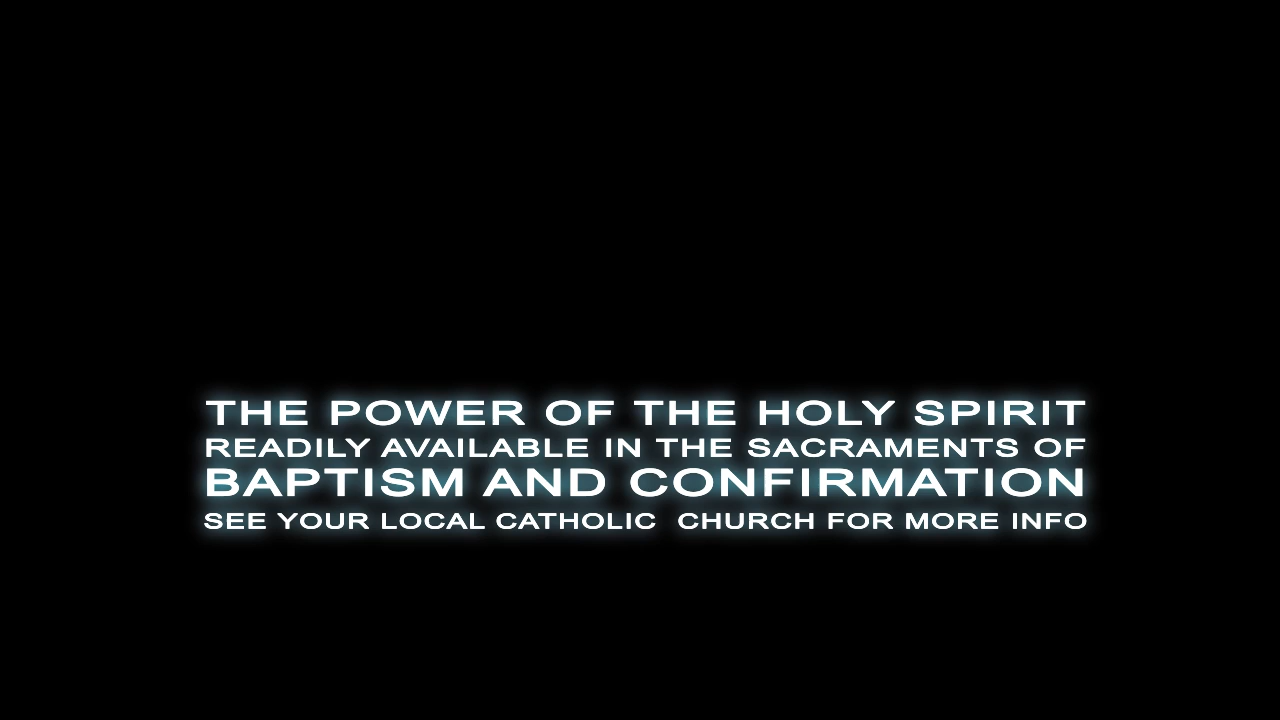 THE POWER OF THE HOLY SPIRIT
READILY AVAILABLE IN THE SACRAMENTS OF
BAPTISM AND CONFIRMATION
SEE YOUR LOCAL CATHOLIC CHURCH FOR MORE INFO